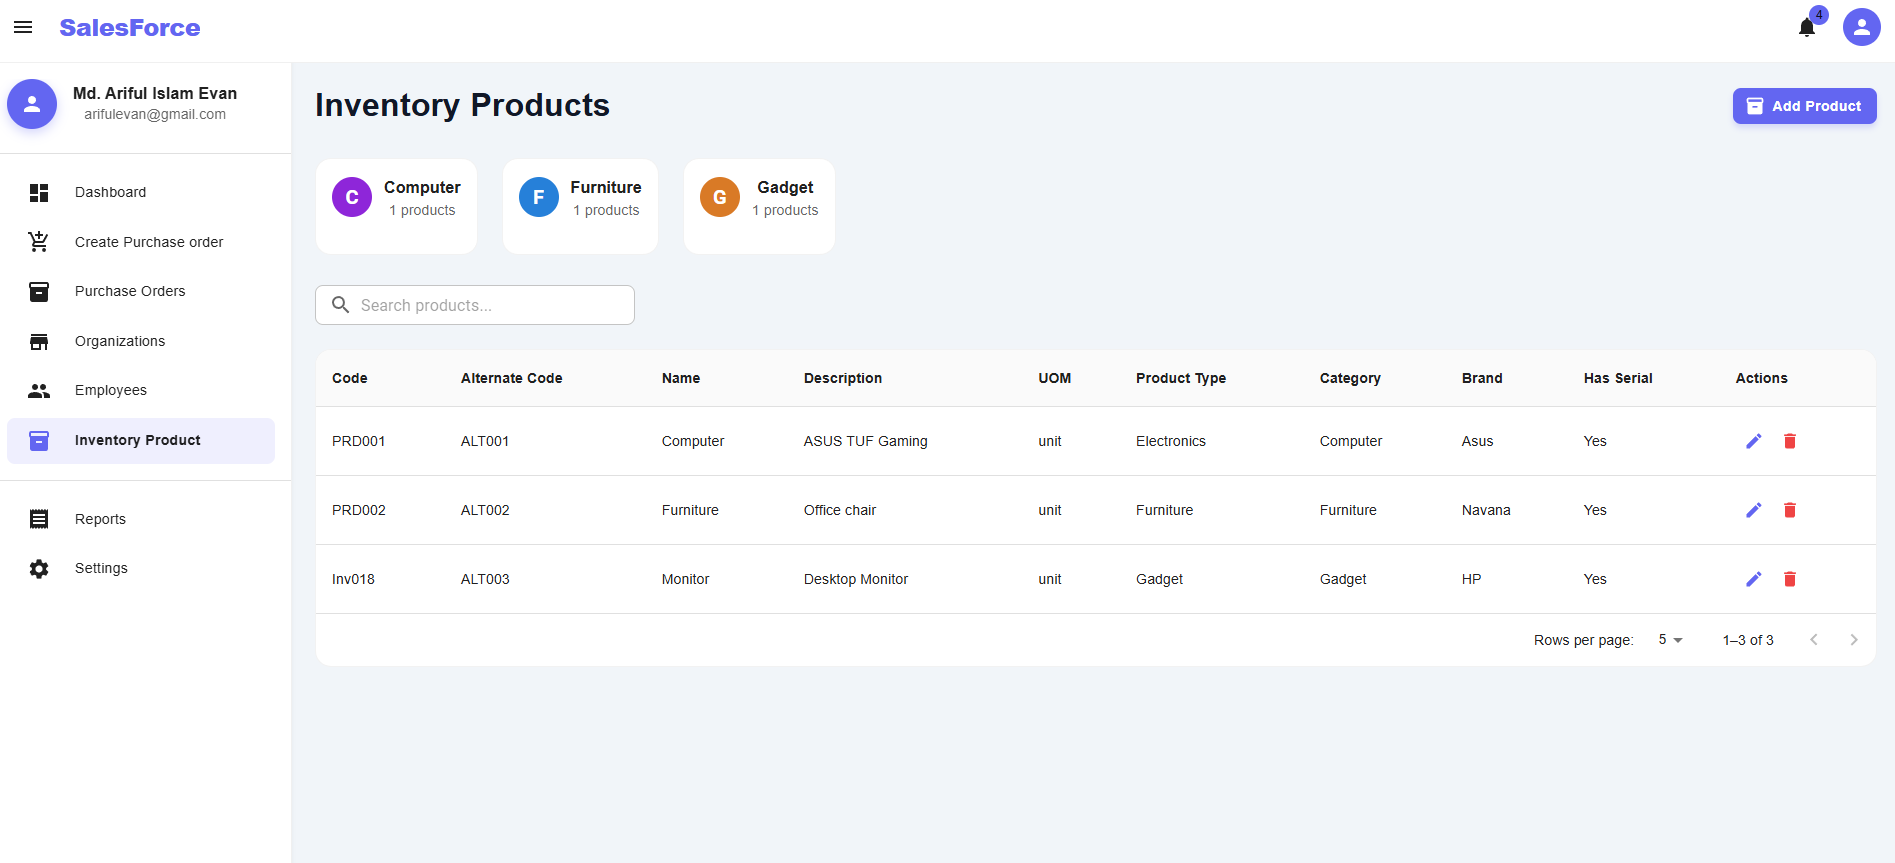 SalesForce
4
Md. Ariful Islam Evan
arifulevan@gmail.com
Dashboard
Create Purchase order
Purchase Orders
Organizations
Employees
Inventory Product
Reports
Settings
Inventory Products
Add Product
C Computer
1 products
F Furniture
1 products
G Gadget
1 products
Search products...
Code Alternate Code Name Description UOM Product Type Category Brand Has Serial Actions
PRD001 ALT001 Computer ASUS TUF Gaming unit Electronics Computer Asus Yes
PRD002 ALT002 Furniture Office chair unit Furniture Furniture Navana Yes
Inv018 ALT003 Monitor Desktop Monitor unit Gadget Gadget HP Yes
Rows per page: 5 1–3 of 3